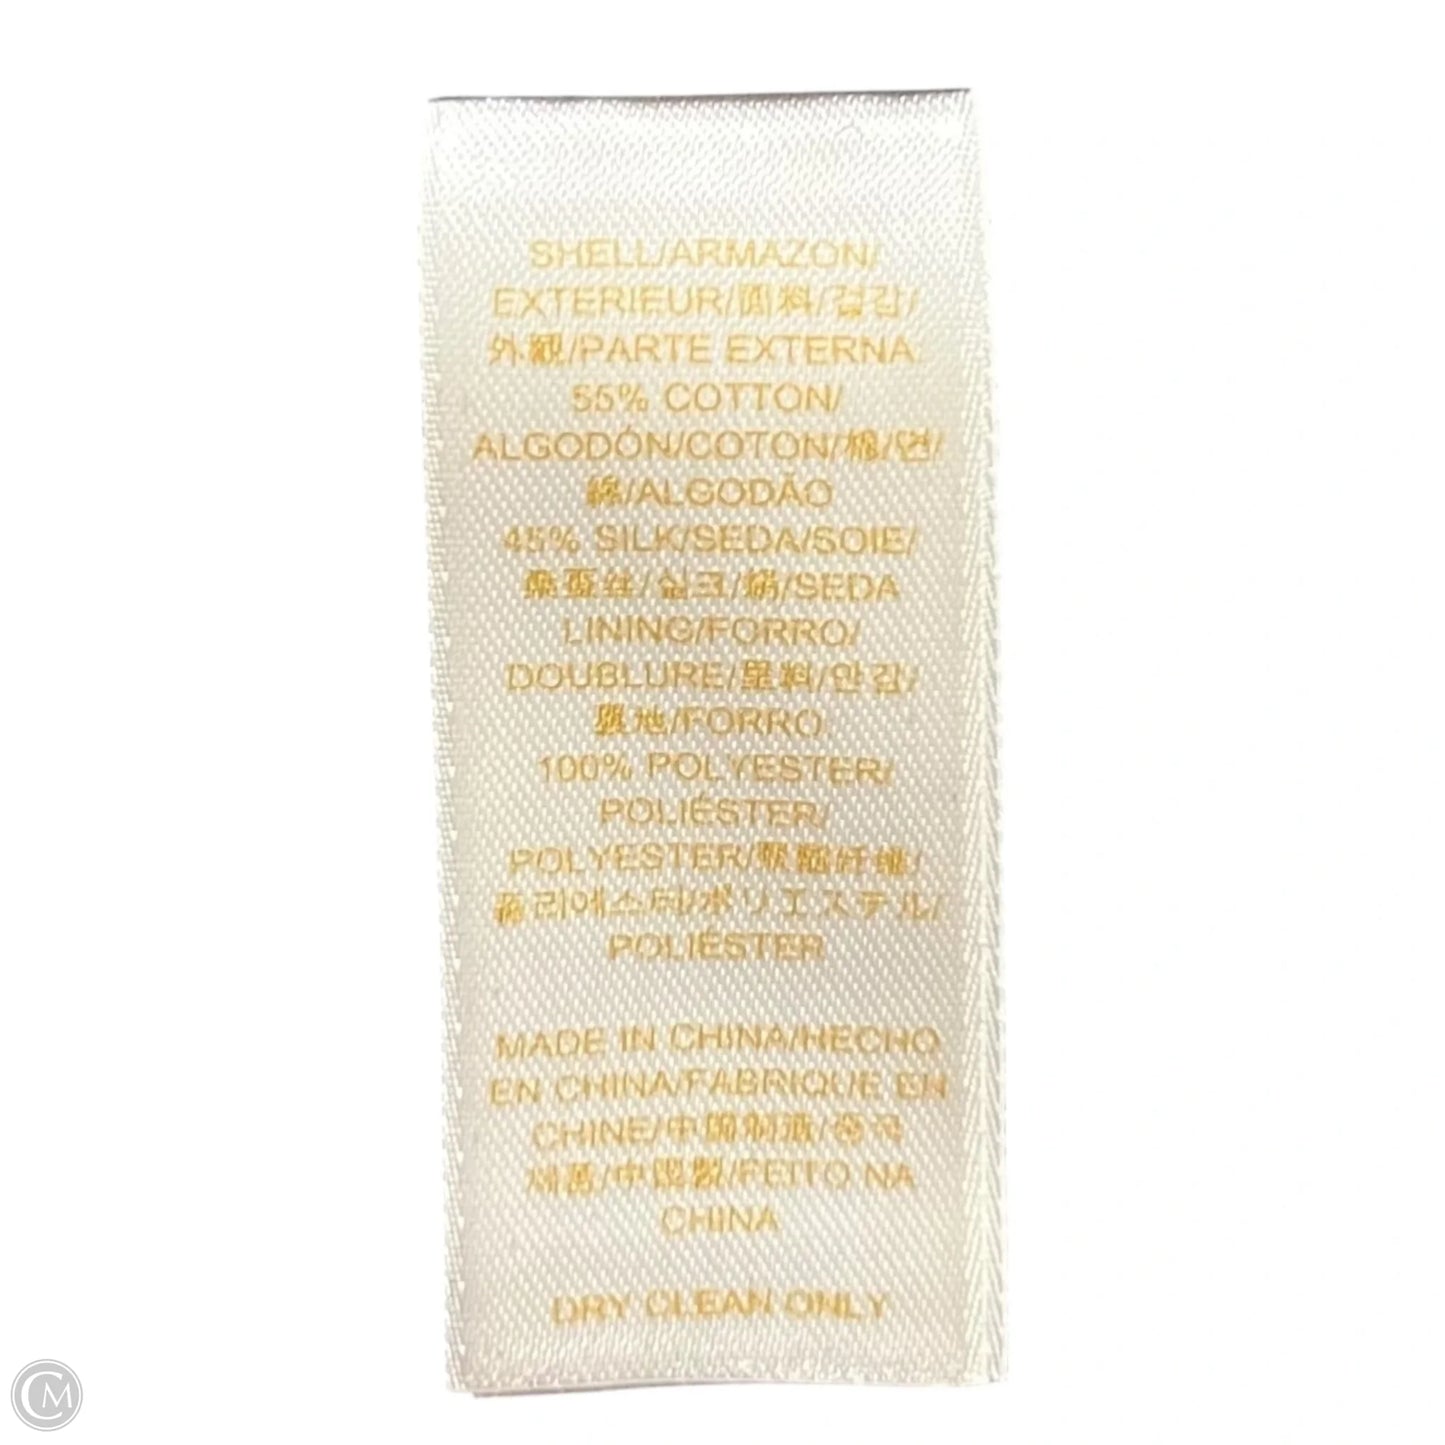 SHELL/ARMAZON/
EXTERIEUR/面料/겉감/
外観/PARTE EXTERNA
55% COTTON/
ALGODÓN/COTON/棉/면/
綿/ALGODÃO
45% SILK/SEDA/SOIE/
桑蚕丝/실크/絹/SEDA
LINING/FORRO/
DOUBLURE/里料/안감/
裏地/FORRO
100% POLYESTER/
POLIÉSTER/
POLYESTER/聚酯纤维/
폴리에스터/ポリエステル/
POLIÉSTER
MADE IN CHINA/HECHO
EN CHINA/FABRIQUE EN
CHINE/中国制造/중국
제품/中国製/FEITO NA
CHINA
DRY CLEAN ONLY
CM